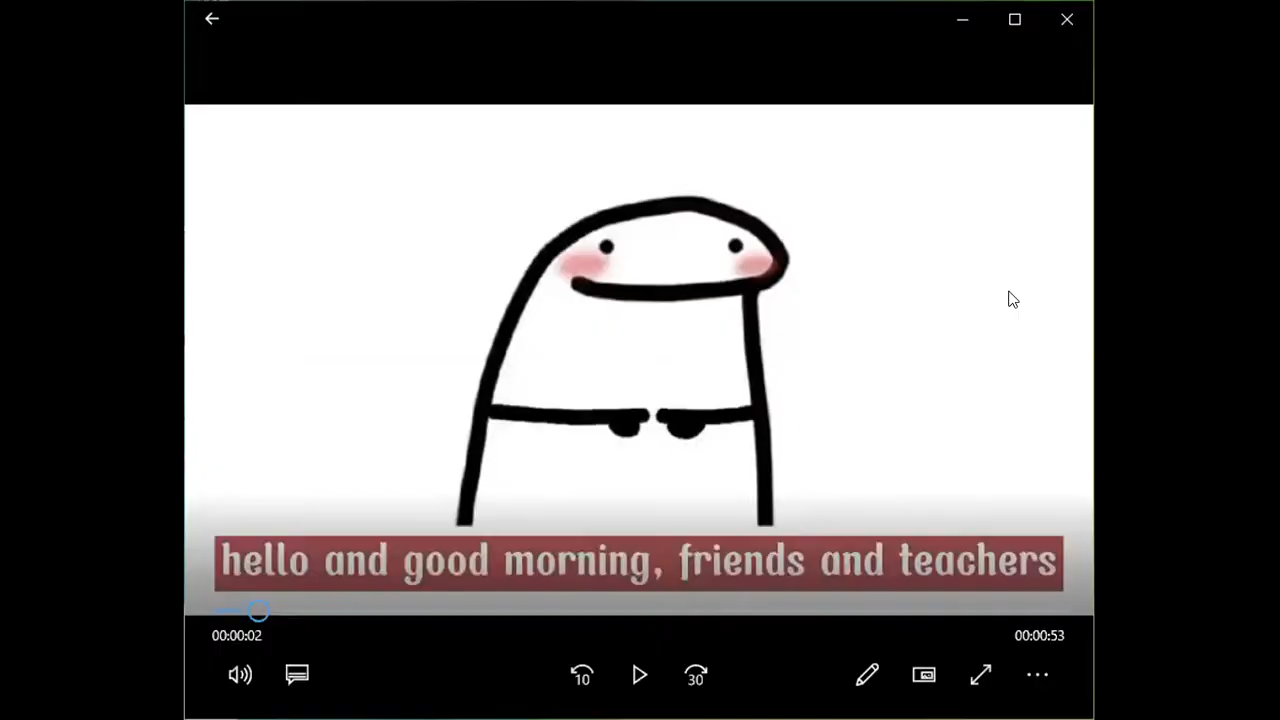 hello and good morning, friends and teachers
00:00:02
00:00:53
10
30